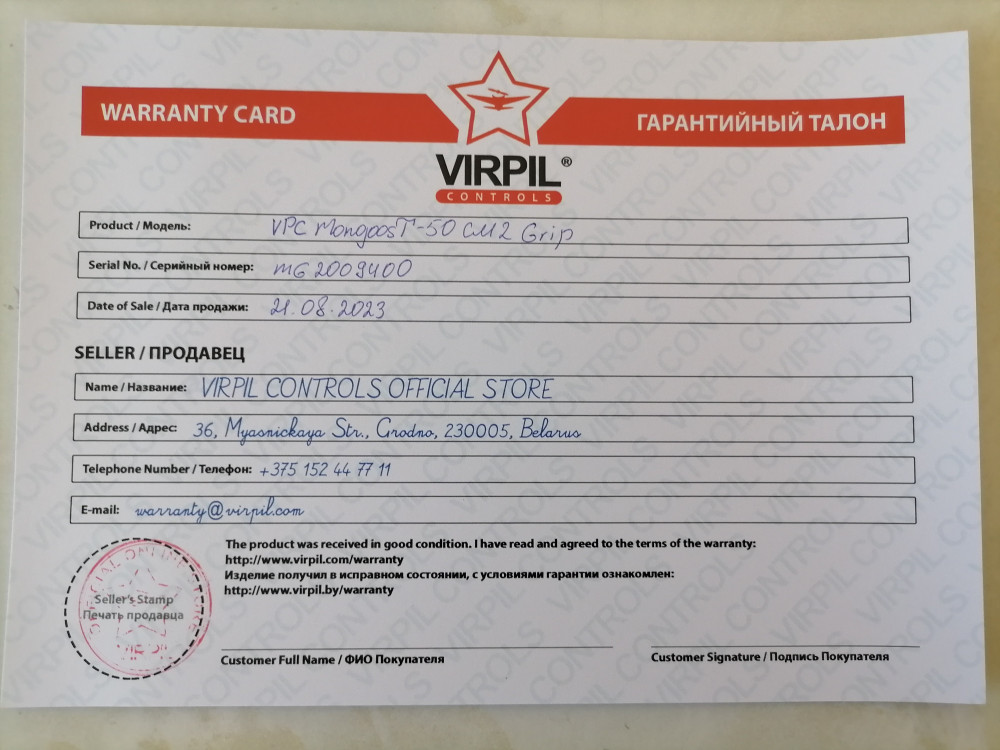 WARRANTY CARD
ГАРАНТИЙНЫЙ ТАЛОН
VIRPIL®
CONTROLS
Product / Модель: VPC MongoosT-50 CM2 Grip
Serial No. / Серийный номер: MG2009400
Date of Sale / Дата продажи: 21.08.2023
SELLER / ПРОДАВЕЦ
Name / Название: VIRPIL CONTROLS OFFICIAL STORE
Address / Адрес: 36, Myasnickaya Str., Grodno, 230005, Belarus
Telephone Number / Телефон: +375 152 44 77 11
E-mail: warranty@virpil.com
The product was received in good condition. I have read and agreed to the terms of the warranty:
http://www.virpil.com/warranty
Изделие получил в исправном состоянии, с условиями гарантии ознакомлен:
http://www.virpil.by/warranty
OFFICIAL ONLINE STORE
Seller's Stamp
Печать продавца
VIRPIL
Customer Full Name / ФИО Покупателя
Customer Signature / Подпись Покупателя